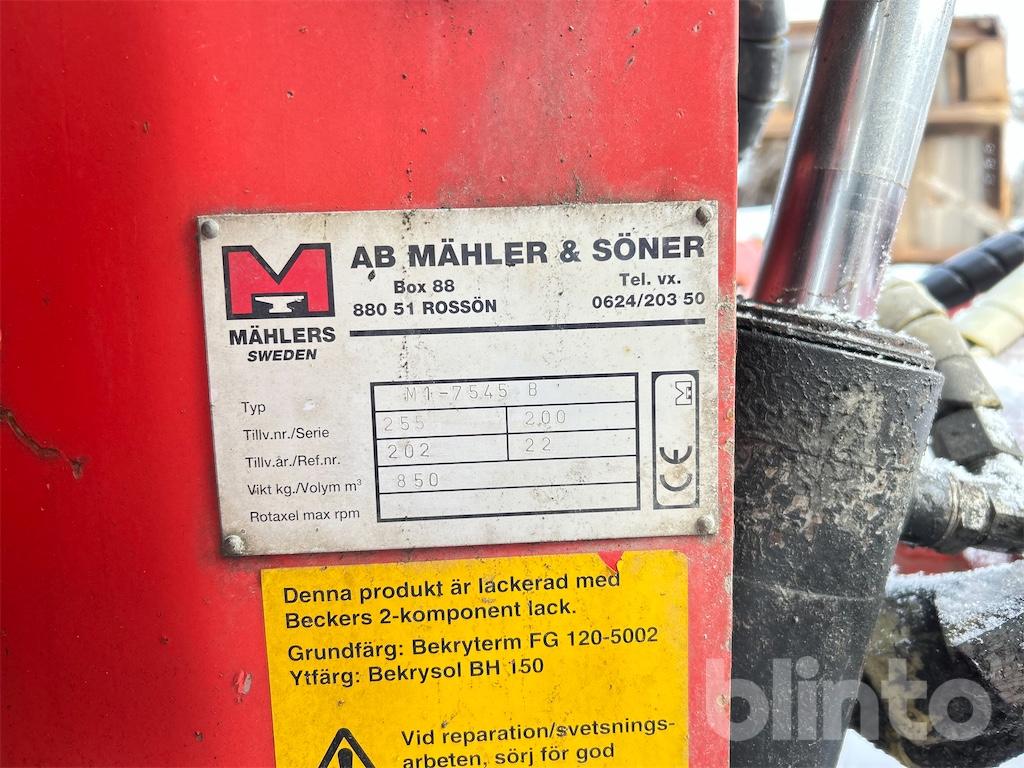 AB MÄHLER & SÖNER
Box 88
880 51 ROSSÖN
Tel. vx.
0624/203 50
M
MÄHLERS
SWEDEN
Typ M1-7545 B
Tillv.nr./Serie 255 200
Tillv.år./Ref.nr. 202 22
Vikt kg./Volym m³ 850
Rotaxel max rpm
CE
Denna produkt är lackerad med
Beckers 2-komponent lack.
Grundfärg: Bekryterm FG 120-5002
Ytfärg: Bekrysol BH 150
Vid reparation/svetsnings-
arbeten, sörj för god
blinto